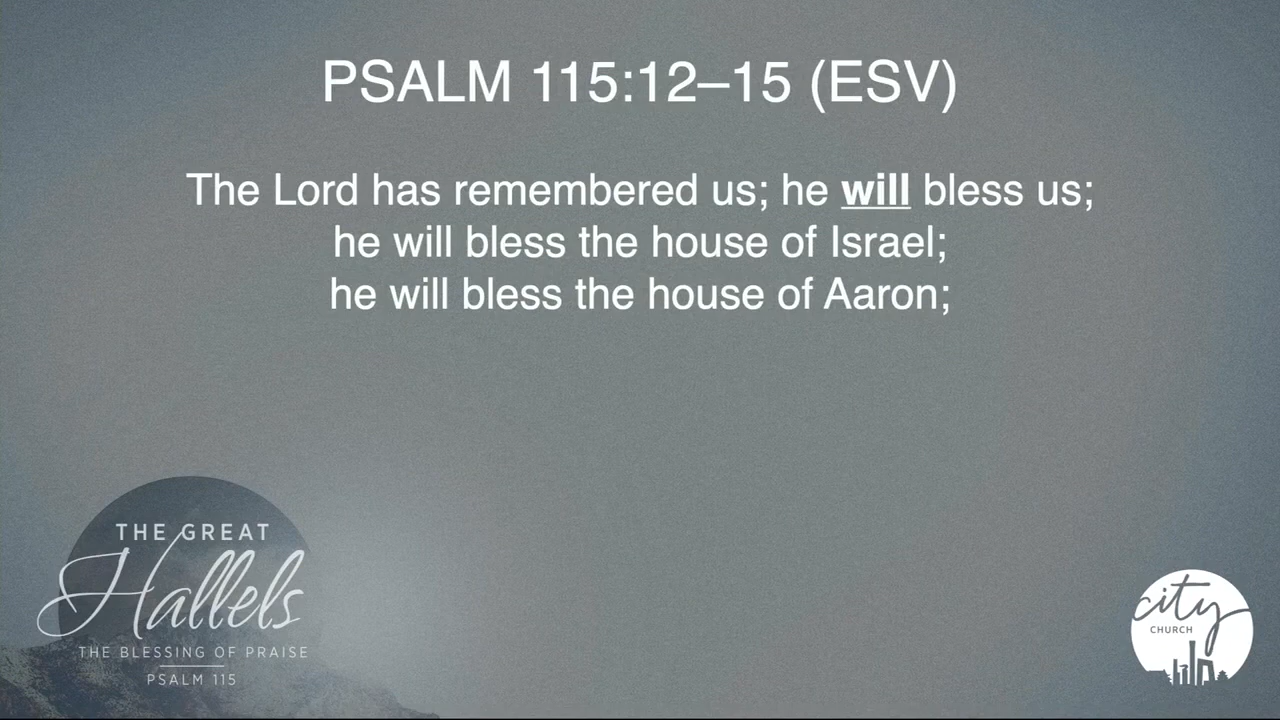 PSALM 115:12–15 (ESV)
The Lord has remembered us; he will bless us;
he will bless the house of Israel;
he will bless the house of Aaron;
THE GREAT
Hallels
THE BLESSING OF PRAISE
PSALM 115
city
CHURCH